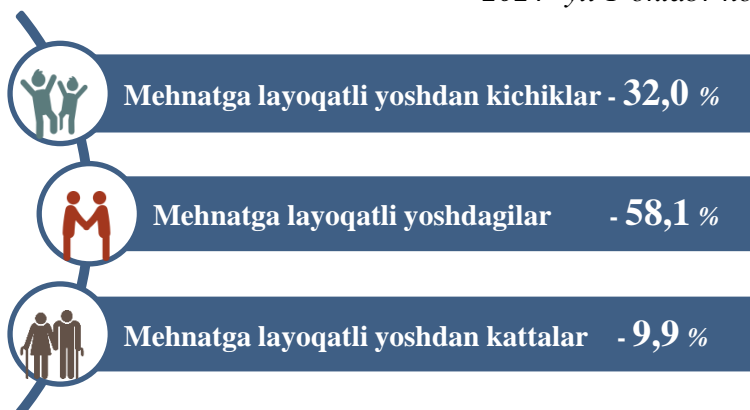 Mehnatga layoqatli yoshdan kichiklar - 32,0 %
Mehnatga layoqatli yoshdagilar - 58,1 %
Mehnatga layoqatli yoshdan kattalar - 9,9 %